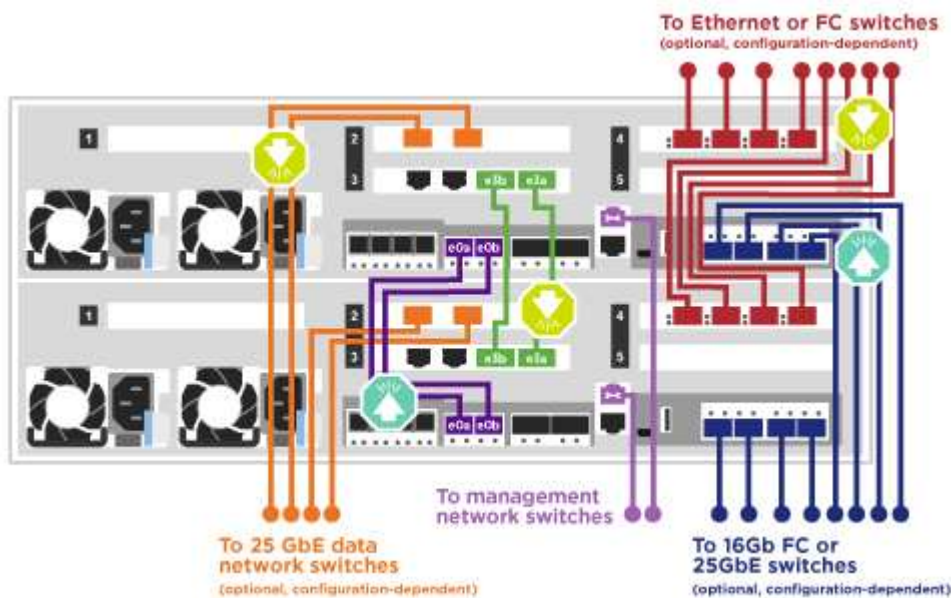 To Ethernet or FC switches
(optional, configuration-dependent)
1
2
4
3
e3b
e3a
5
e0a
e0b
1
2
4
3
e3b
e3a
5
e0a
e0b
To management
network switches
To 25 GbE data
network switches
(optional, configuration-dependent)
To 16Gb FC or
25GbE switches
(optional, configuration-dependent)